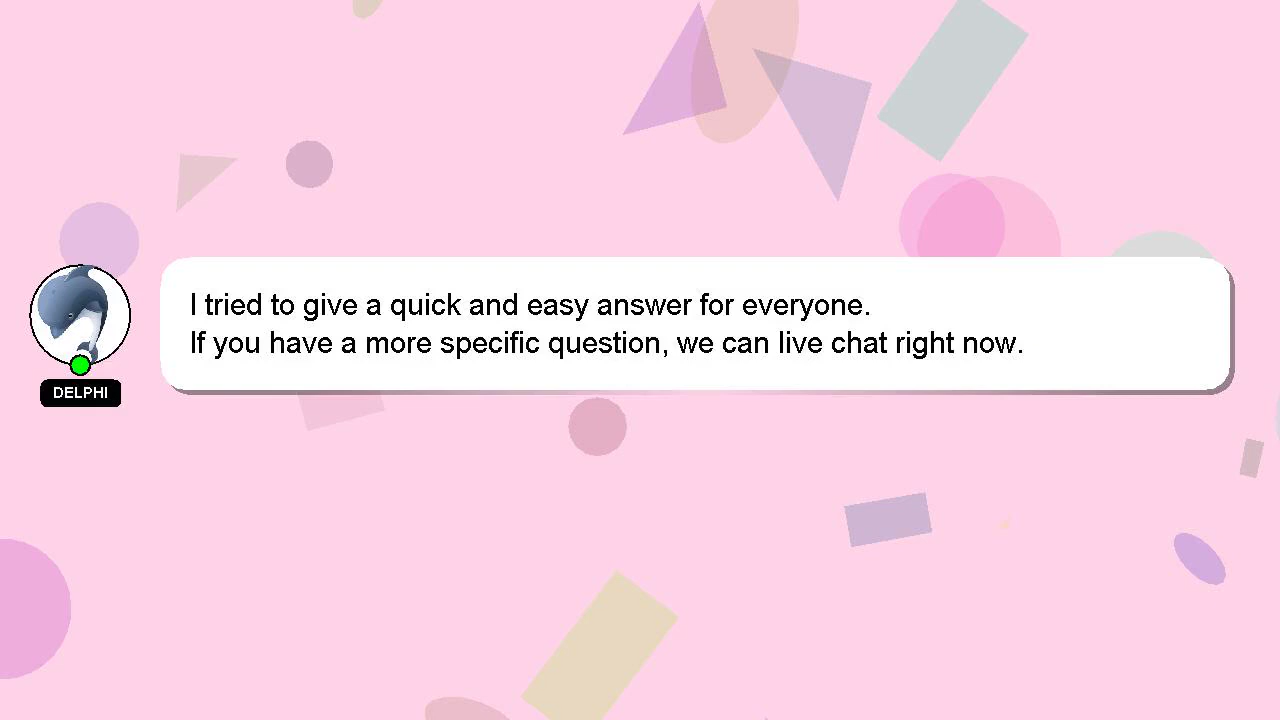 I tried to give a quick and easy answer for everyone.
If you have a more specific question, we can live chat right now.
DELPHI